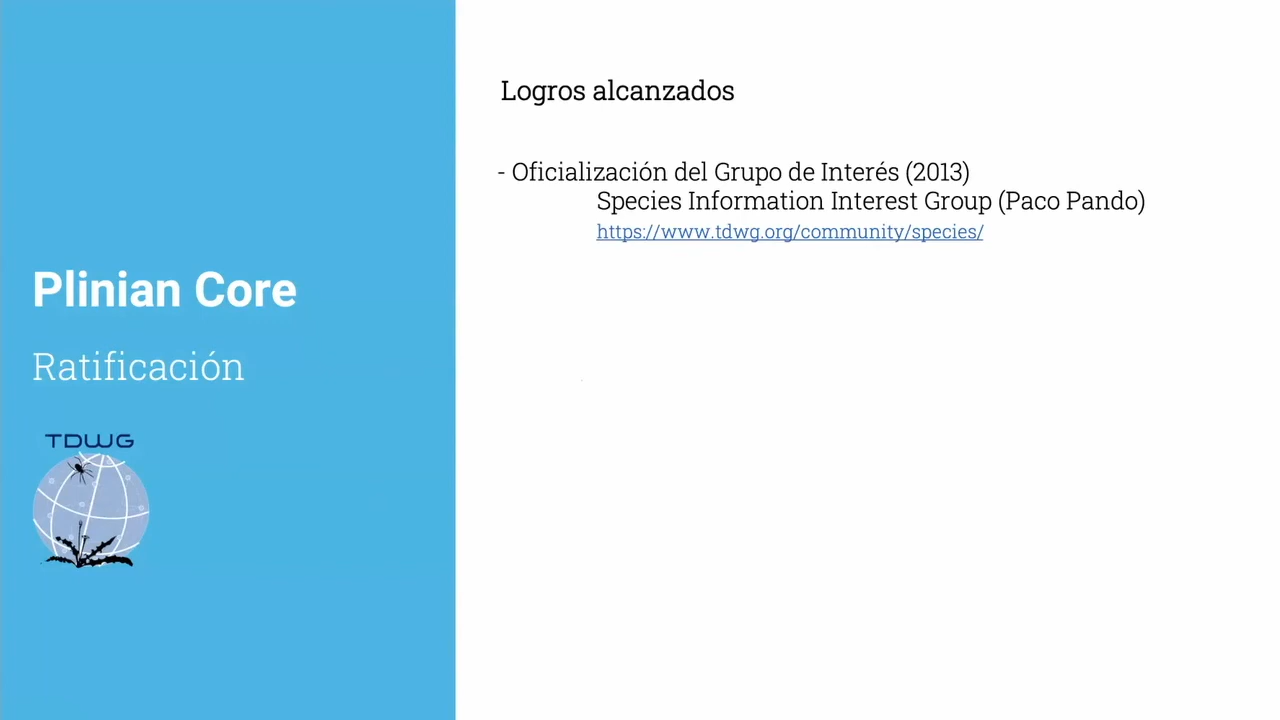 Plinian Core
Ratificación
TDWG
Logros alcanzados
- Oficialización del Grupo de Interés (2013)
Species Information Interest Group (Paco Pando)
https://www.tdwg.org/community/species/